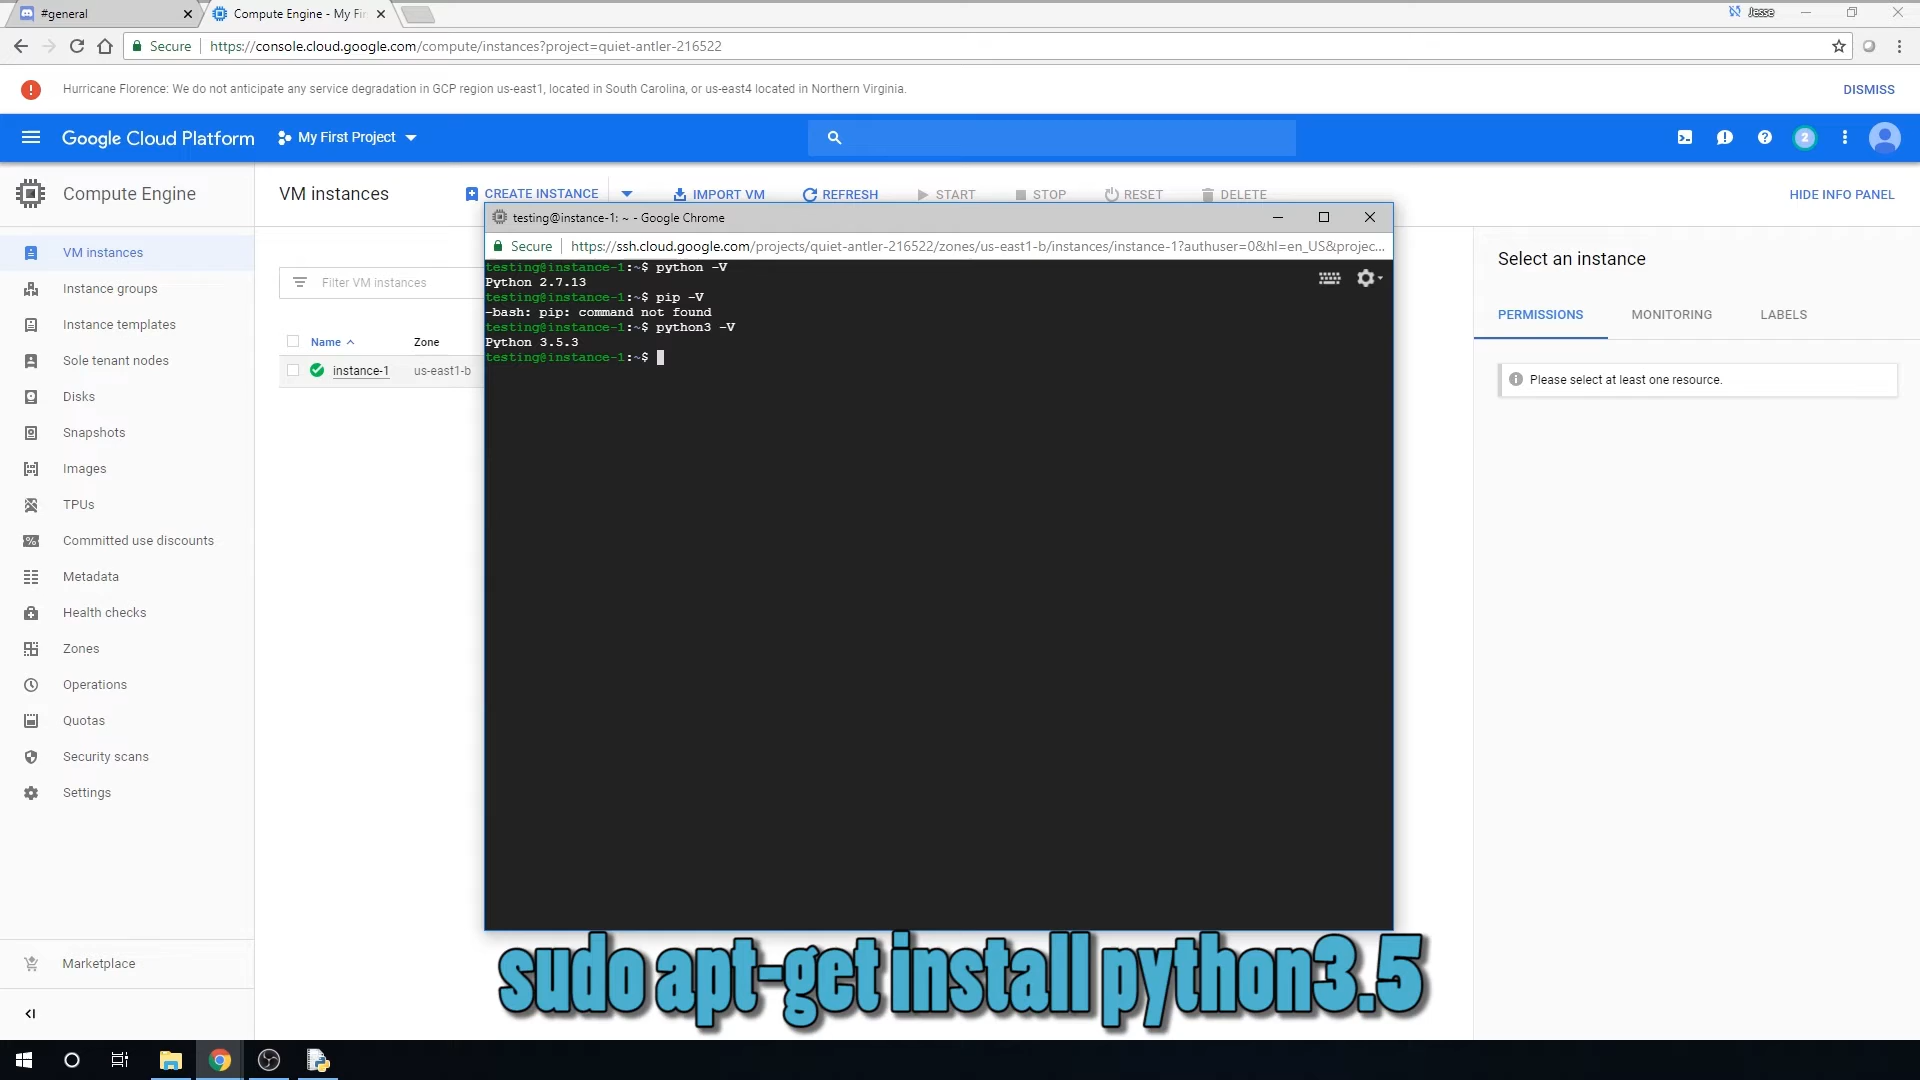 #general
Compute Engine - My Fir
Jesse
Secure
https://console.cloud.google.com/compute/instances?project=quiet-antler-216522
Hurricane Florence: We do not anticipate any service degradation in GCP region us-east1, located in South Carolina, or us-east4 located in Northern Virginia.
DISMISS
Google Cloud Platform
My First Project
2
Compute Engine
VM instances
CREATE INSTANCE
IMPORT VM
REFRESH
START
STOP
RESET
DELETE
HIDE INFO PANEL
VM instances
Instance groups
Instance templates
Sole tenant nodes
Disks
Snapshots
Images
TPUs
Committed use discounts
Metadata
Health checks
Zones
Operations
Quotas
Security scans
Settings
Marketplace
Filter VM instances
Name
Zone
instance-1
us-east1-b
testing@instance-1: ~ - Google Chrome
Secure
https://ssh.cloud.google.com/projects/quiet-antler-216522/zones/us-east1-b/instances/instance-1?authuser=0&hl=en_US&projec...
testing@instance-1:~$ python -V
Python 2.7.13
testing@instance-1:~$ pip -V
-bash: pip: command not found
testing@instance-1:~$ python3 -V
Python 3.5.3
testing@instance-1:~$
Select an instance
PERMISSIONS
MONITORING
LABELS
Please select at least one resource.
sudo apt-get install python3.5